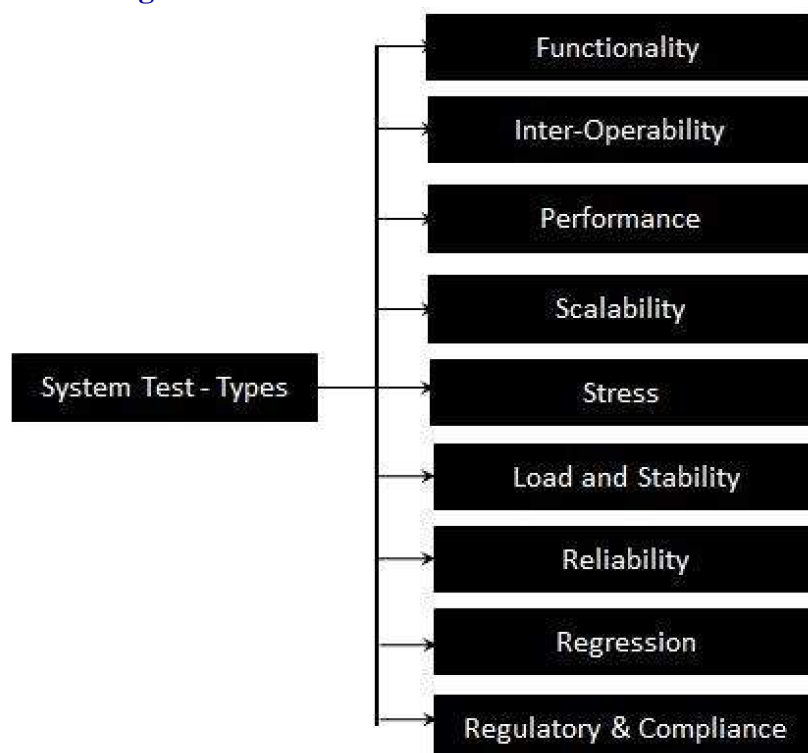 System Test - Types
Functionality
Inter-Operability
Performance
Scalability
Stress
Load and Stability
Reliability
Regression
Regulatory & Compliance